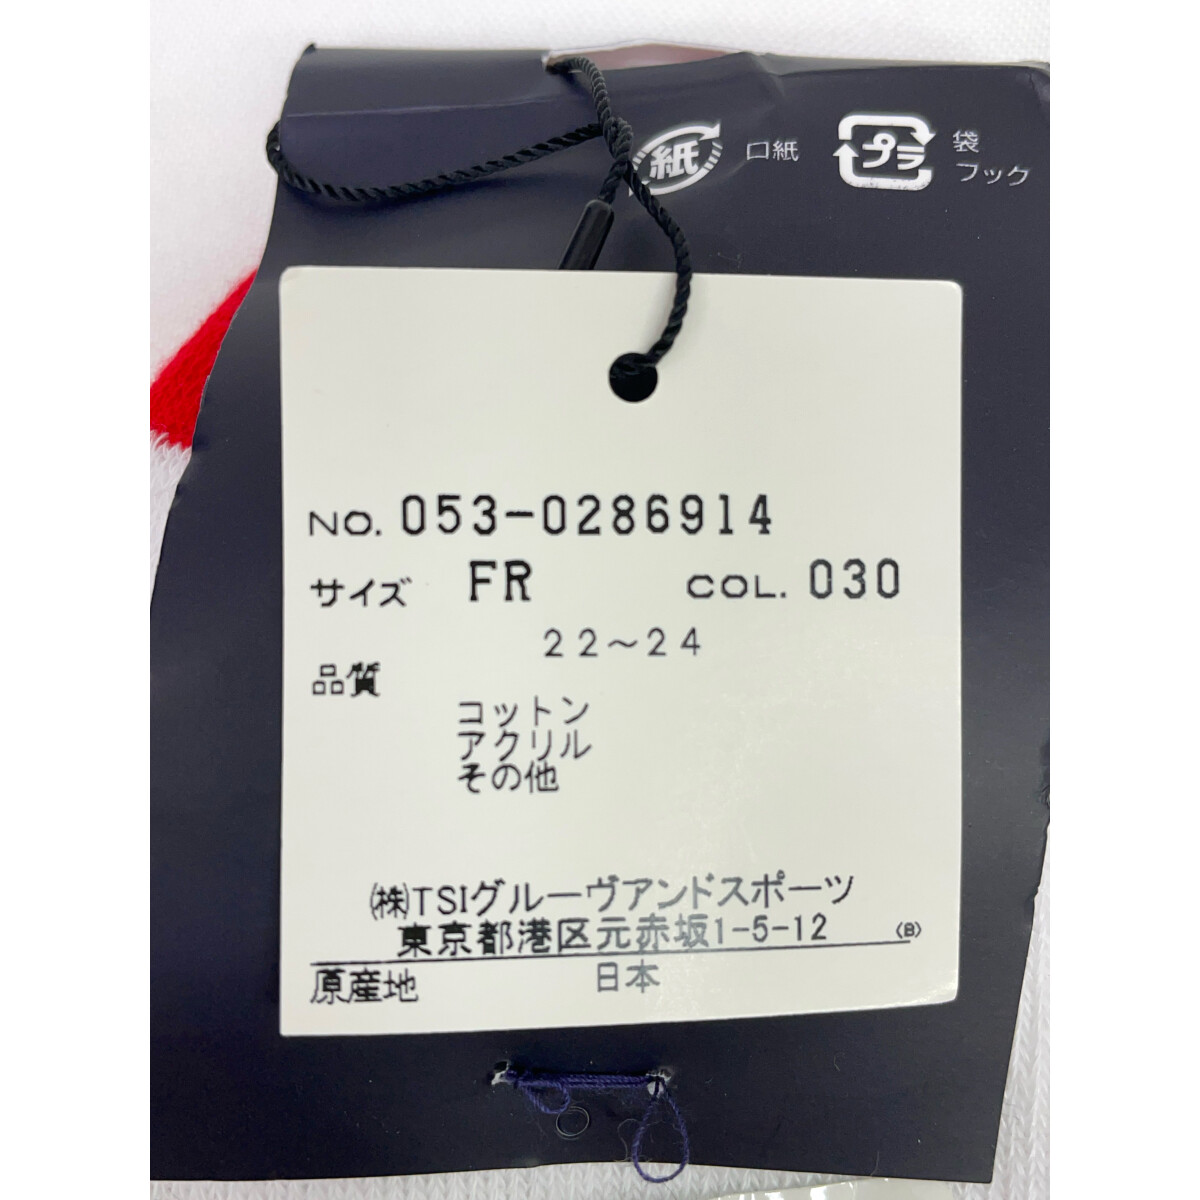 紙 口紙 プラ 袋
フック
NO. 053-0286914
サイズ FR COL. 030
22～24
品質
コットン
アクリル
その他
㈱TSIグルーヴアンドスポーツ
東京都港区元赤坂1-5-12 〈B〉
原産地 日本